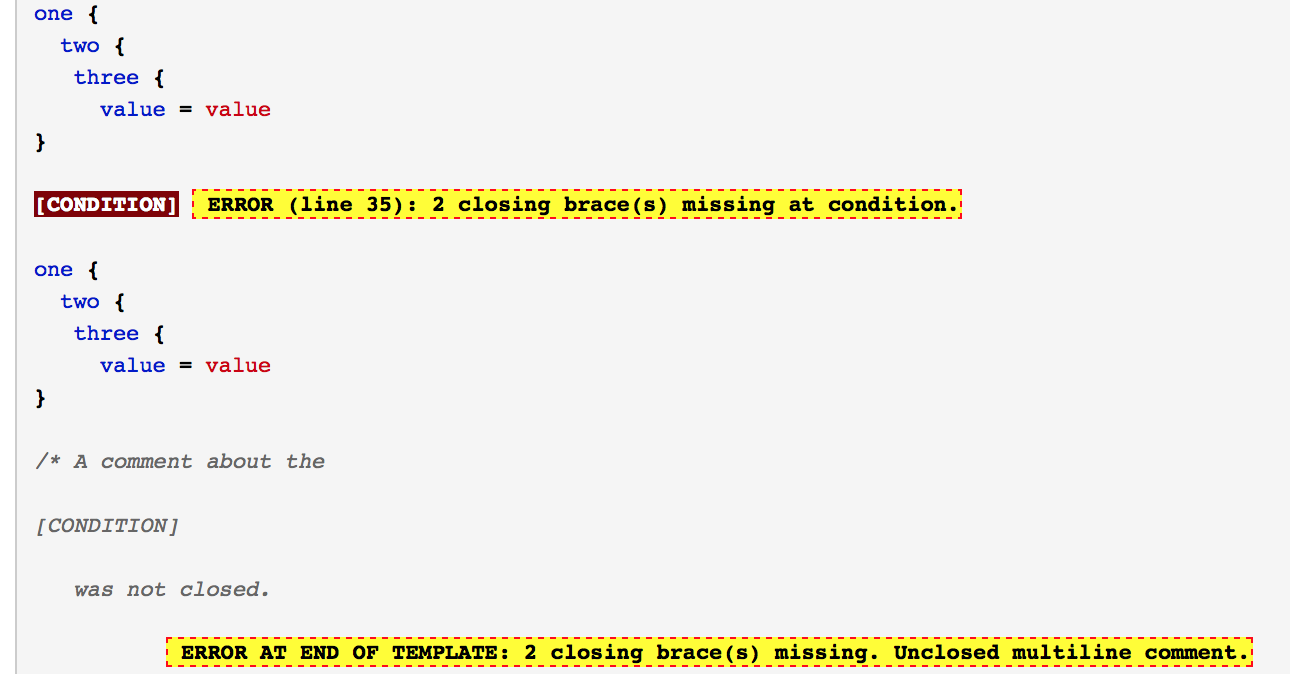 one {
two {
three {
value = value
}
[CONDITION] ERROR (line 35): 2 closing brace(s) missing at condition.
one {
two {
three {
value = value
}
/* A comment about the
[CONDITION]
was not closed.
ERROR AT END OF TEMPLATE: 2 closing brace(s) missing. Unclosed multiline comment.